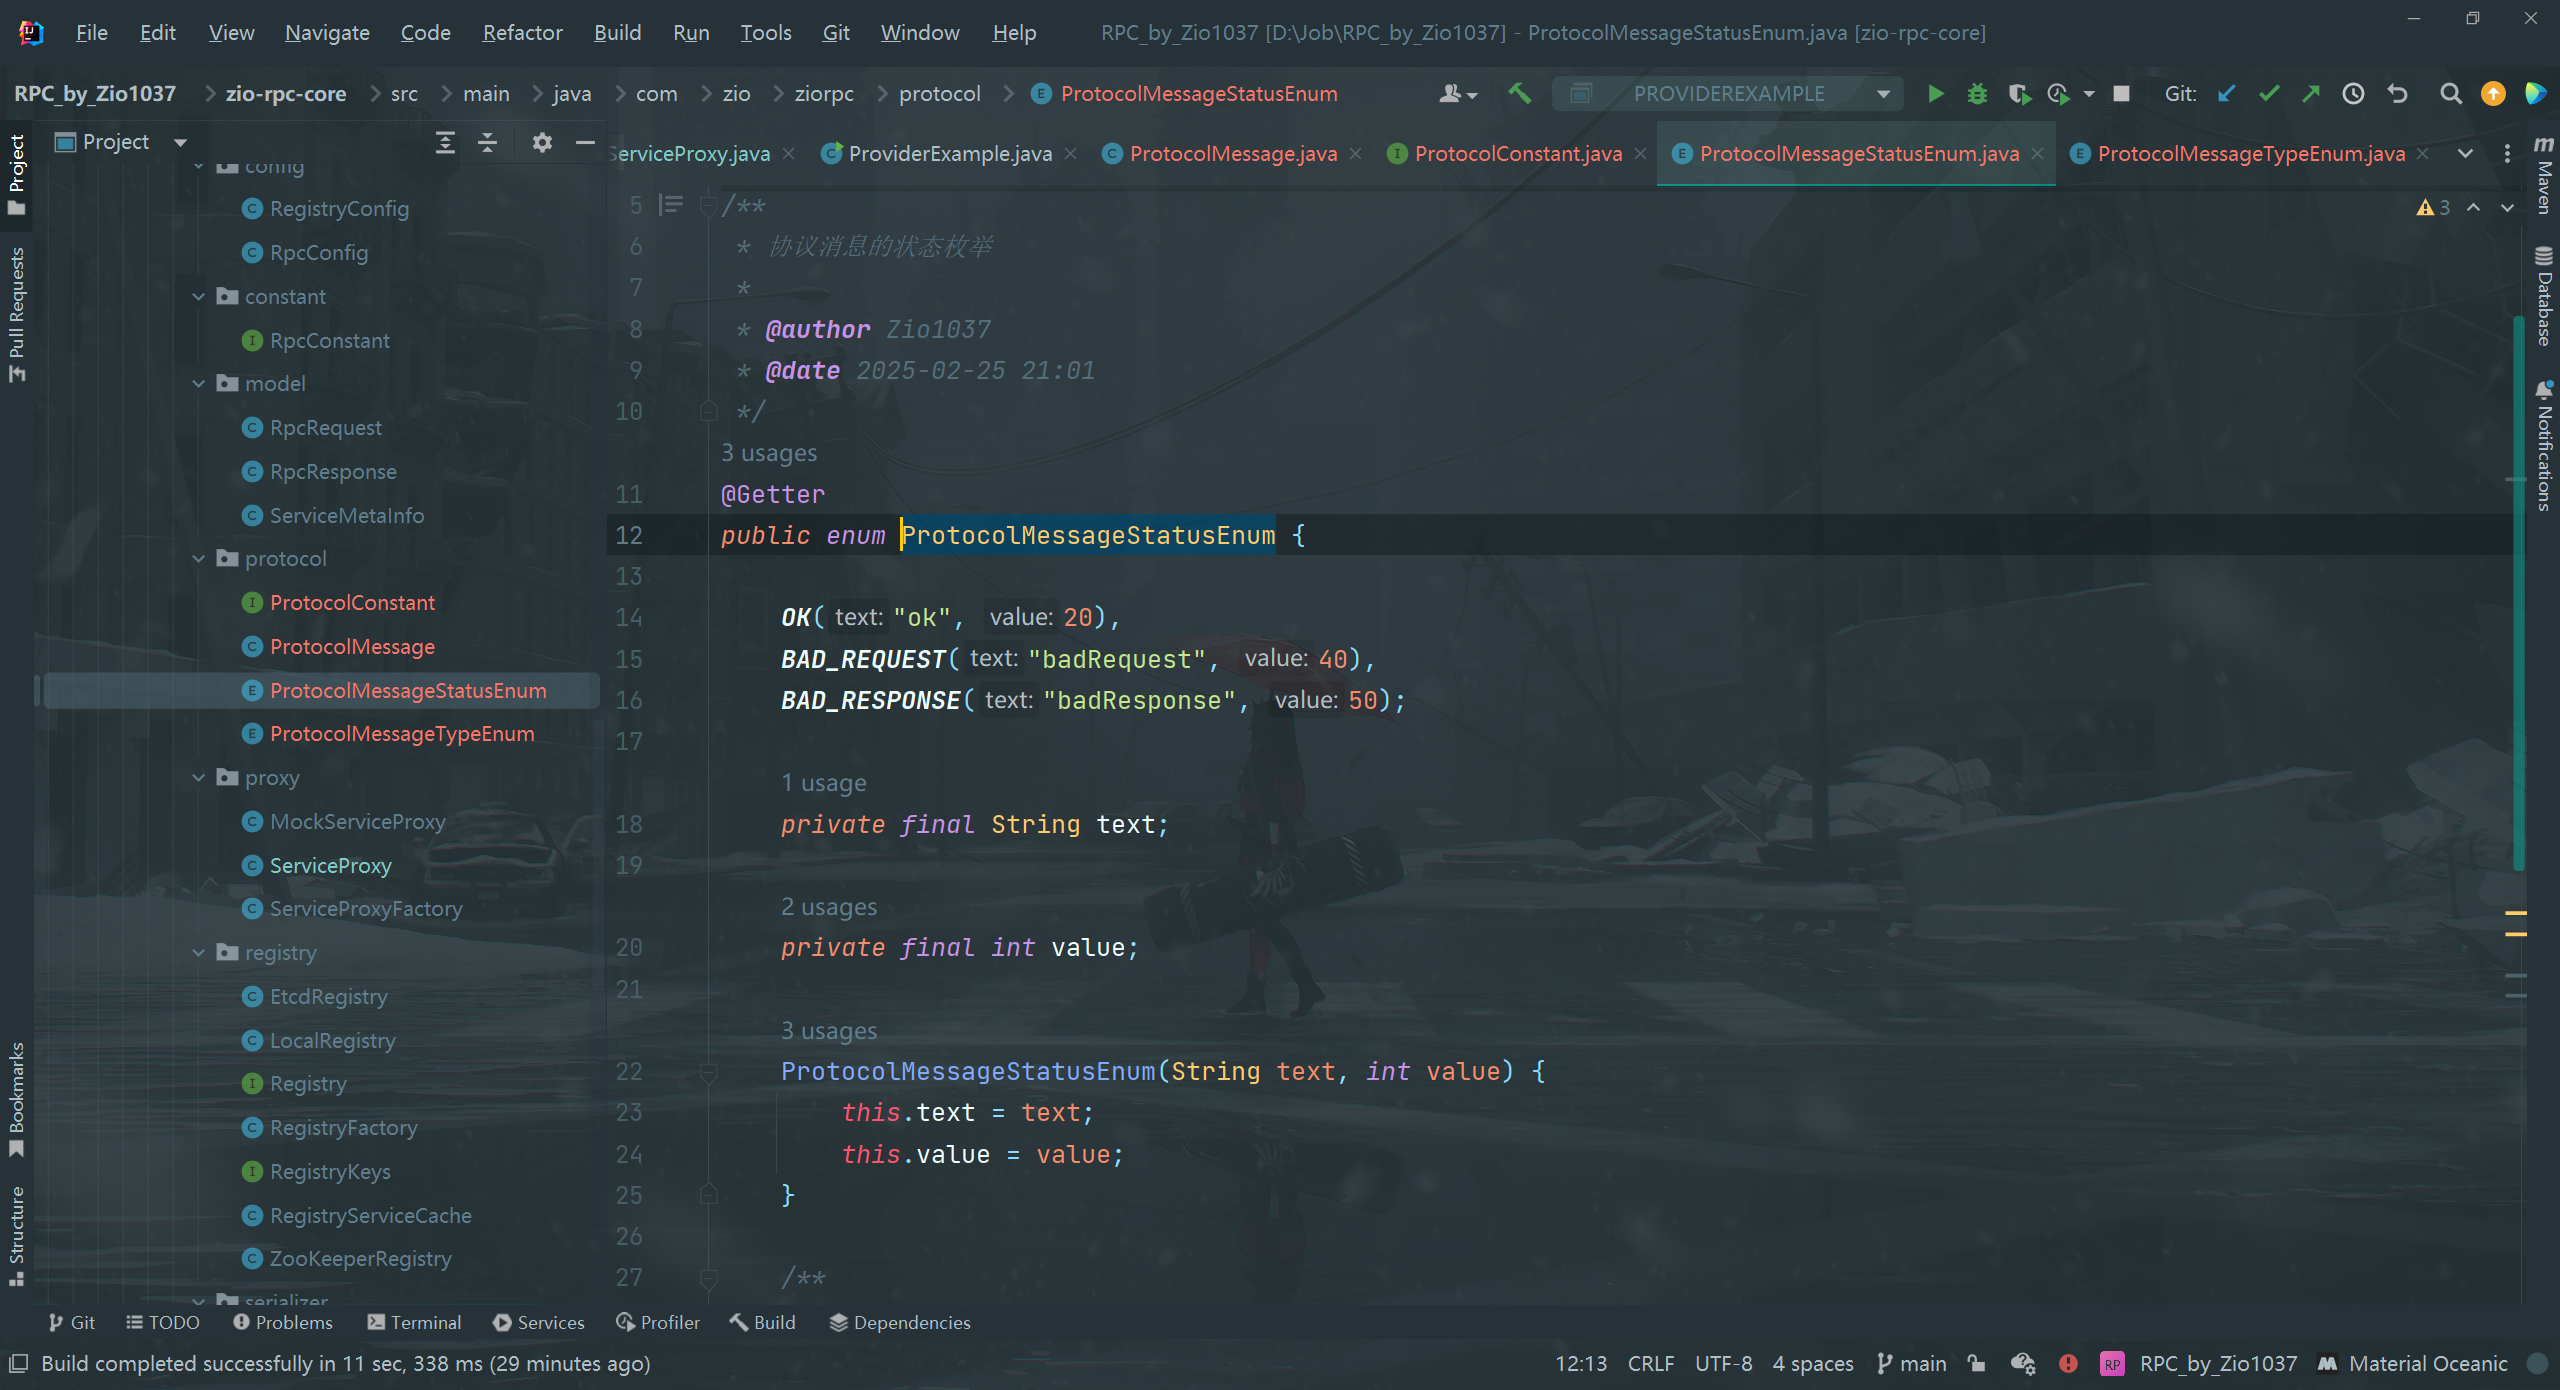 File Edit View Navigate Code Refactor Build Run Tools Git Window Help RPC_by_Zio1037 [D:\Job\RPC_by_Zio1037] - ProtocolMessageStatusEnum.java [zio-rpc-core]
RPC_by_Zio1037 zio-rpc-core src main java com zio ziorpc protocol ProtocolMessageStatusEnum PROVIDEREXAMPLE Git:
Project
erviceProxy.java ProviderExample.java ProtocolMessage.java ProtocolConstant.java ProtocolMessageStatusEnum.java ProtocolMessageTypeEnum.java
Project
Pull Requests
Bookmarks
Structure
config
RegistryConfig
RpcConfig
constant
RpcConstant
model
RpcRequest
RpcResponse
ServiceMetaInfo
protocol
ProtocolConstant
ProtocolMessage
ProtocolMessageStatusEnum
ProtocolMessageTypeEnum
proxy
MockServiceProxy
ServiceProxy
ServiceProxyFactory
registry
EtcdRegistry
LocalRegistry
Registry
RegistryFactory
RegistryKeys
RegistryServiceCache
ZooKeeperRegistry
serializer
3
5 /**
6 * 协议消息的状态枚举
7 *
8 * @author Zio1037
9 * @date 2025-02-25 21:01
10 */
3 usages
11 @Getter
12 public enum ProtocolMessageStatusEnum {
13
14 OK( text: "ok", value: 20),
15 BAD_REQUEST( text: "badRequest", value: 40),
16 BAD_RESPONSE( text: "badResponse", value: 50);
17
1 usage
18 private final String text;
19
2 usages
20 private final int value;
21
3 usages
22 ProtocolMessageStatusEnum(String text, int value) {
23 this.text = text;
24 this.value = value;
25 }
26
27 /**
Maven
Database
Notifications
Git TODO Problems Terminal Services Profiler Build Dependencies
Build completed successfully in 11 sec, 338 ms (29 minutes ago) 12:13 CRLF UTF-8 4 spaces main RP RPC_by_Zio1037 Material Oceanic